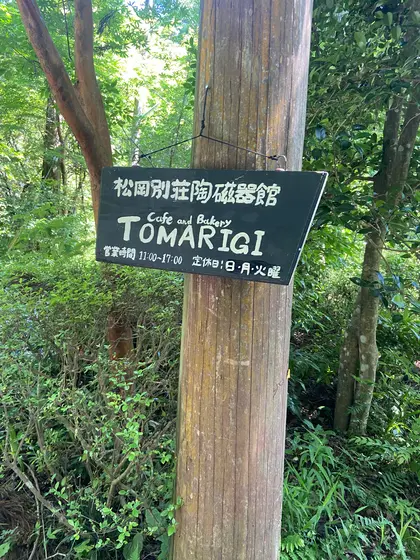 松岡別荘陶磁器館
Cafe and Bakery
TOMARIGI
営業時間 11:00~17:00 定休日:日・月・火曜